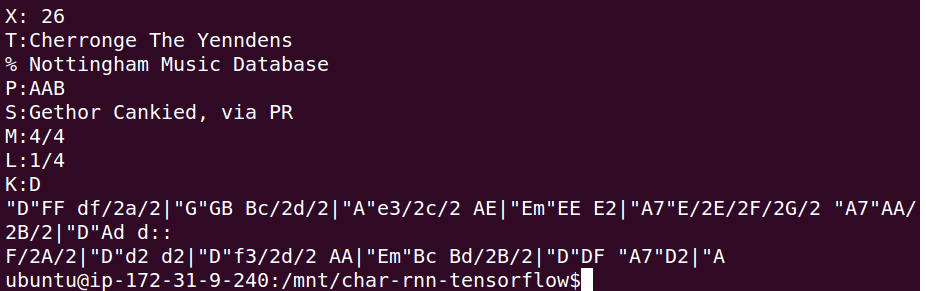 X: 26
T:Cherronge The Yenndens
% Nottingham Music Database
P:AAB
S:Gethor Cankied, via PR
M:4/4
L:1/4
K:D
"D"FF df/2a/2|"G"GB Bc/2d/2|"A"e3/2c/2 AE|"Em"EE E2|"A7"E/2E/2F/2G/2 "A7"AA/
2B/2|"D"Ad d::
F/2A/2|"D"d2 d2|"D"f3/2d/2 AA|"Em"Bc Bd/2B/2|"D"DF "A7"D2|"A
ubuntu@ip-172-31-9-240:/mnt/char-rnn-tensorflow$